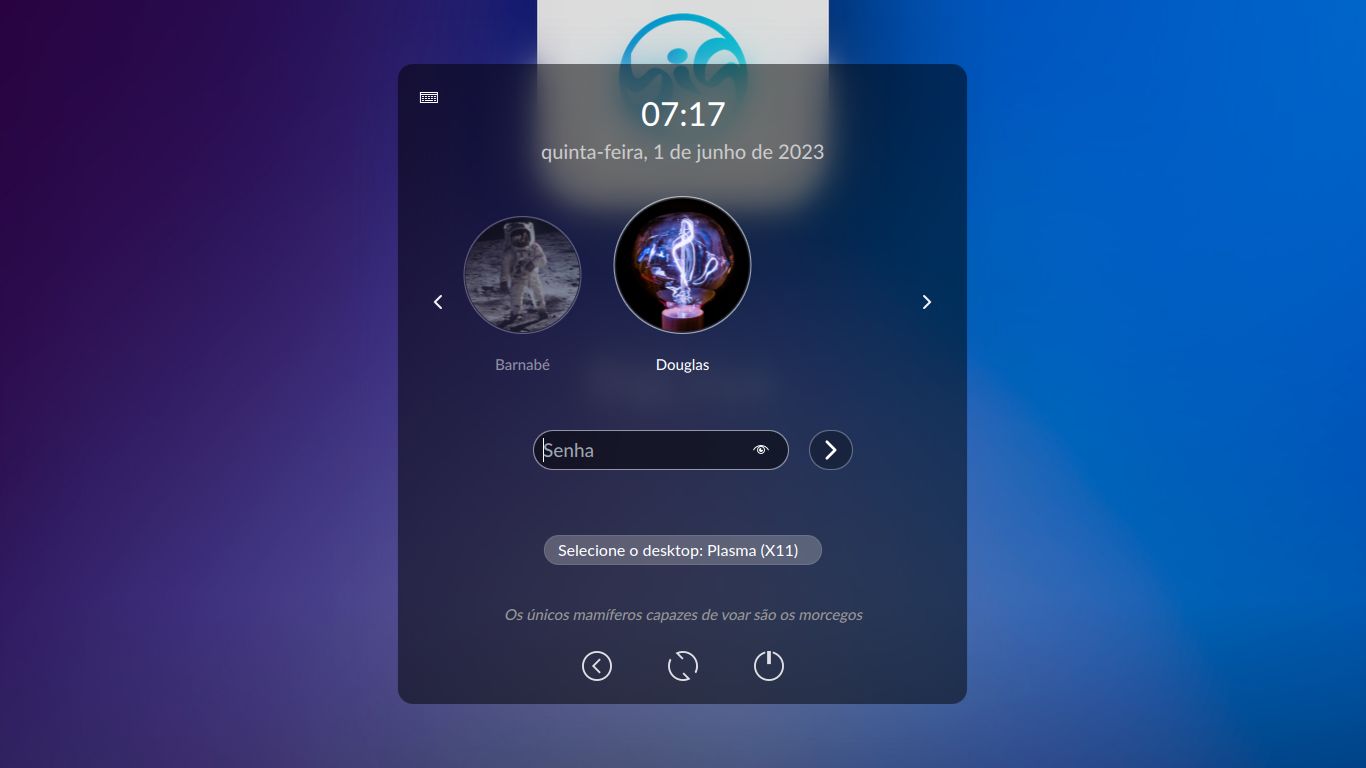 07:17
quinta-feira, 1 de junho de 2023
Barnabé
Douglas
Senha
Selecione o desktop: Plasma (X11)
Os únicos mamíferos capazes de voar são os morcegos